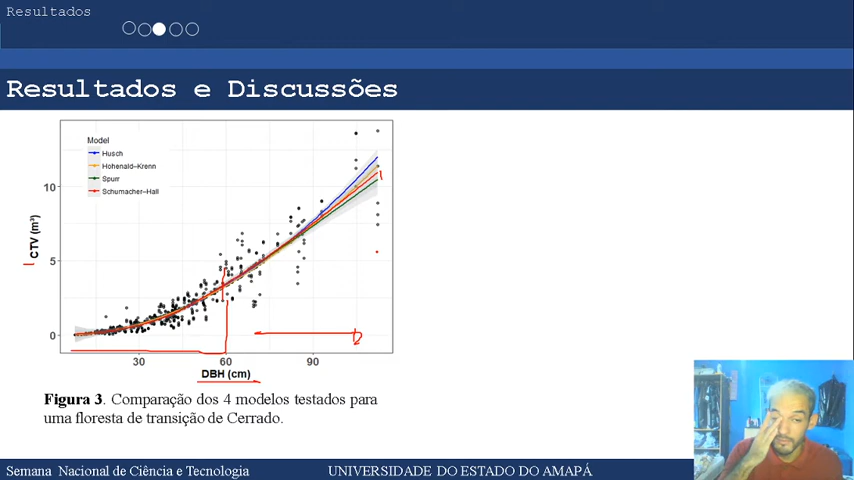 Resultados
Resultados e Discussões
Model
Husch
Hohenald–Krenn
Spurr
Schumacher–Hall
10
5
0
CTV (m³)
30
60
90
DBH (cm)
Figura 3. Comparação dos 4 modelos testados para
uma floresta de transição de Cerrado.
Semana Nacional de Ciência e Tecnologia
UNIVERSIDADE DO ESTADO DO AMAPÁ